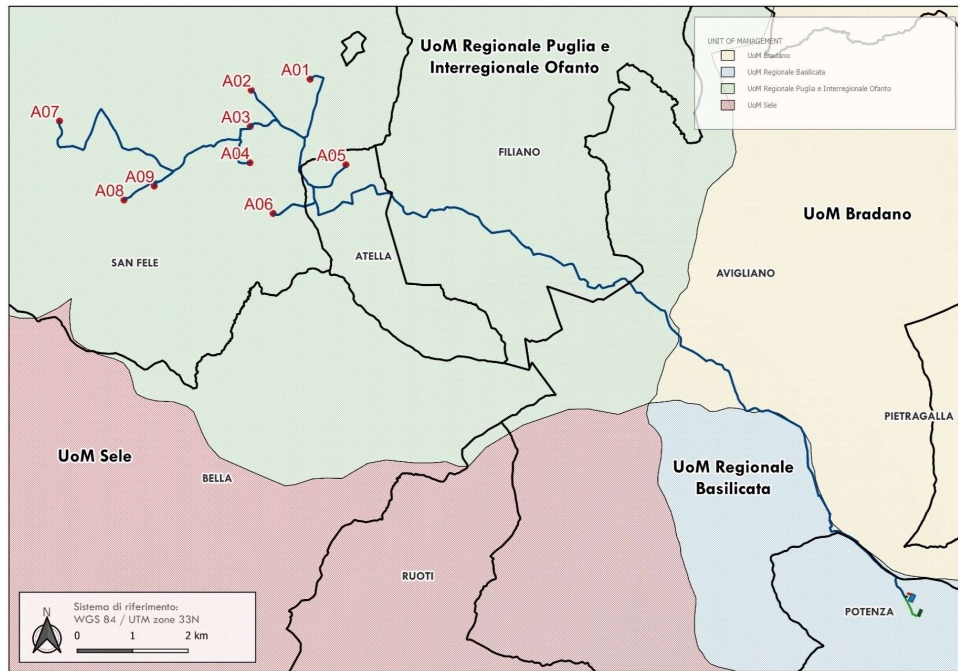 UoM Regionale Puglia e
Interregionale Ofanto
UNIT OF MANAGEMENT
UoM Bradano
UoM Regionale Basilicata
UoM Regionale Puglia e Interregionale Ofanto
UoM Sele
A01
A02
A07
A03
A04
A05
FILIANO
A09
A08
A06
UoM Bradano
SAN FELE
ATELLA
AVIGLIANO
PIETRAGALLA
UoM Sele
BELLA
UoM Regionale
Basilicata
RUOTI
POTENZA
N
Sistema di riferimento:
WGS 84 / UTM zone 33N
0 1 2 km